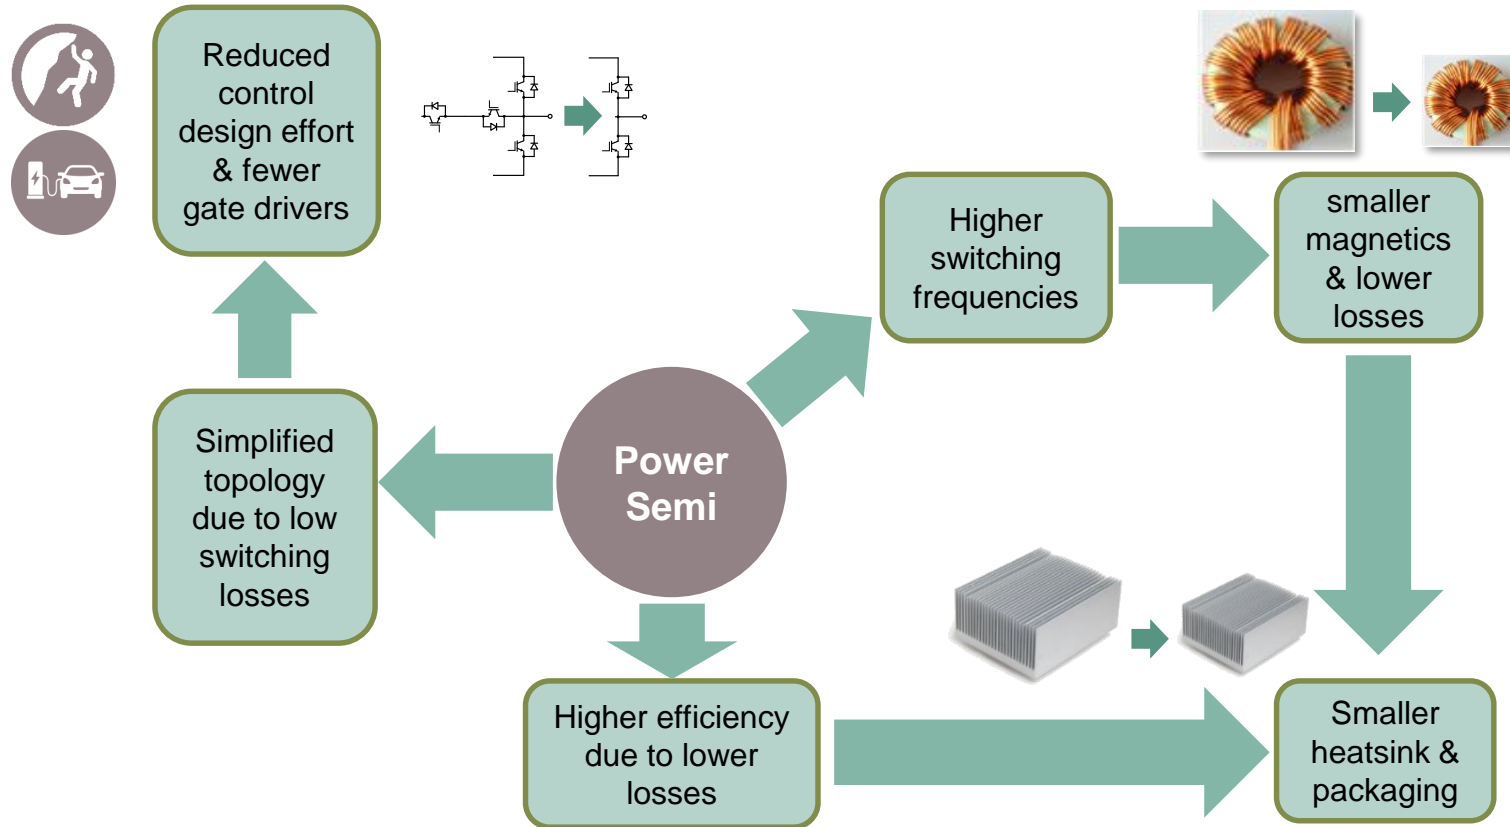 Reduced
control
design effort
& fewer
gate drivers
Higher
switching
frequencies
smaller
magnetics
& lower
losses
Simplified
topology
due to low
switching
losses
Power
Semi
Higher efficiency
due to lower
losses
Smaller
heatsink &
packaging